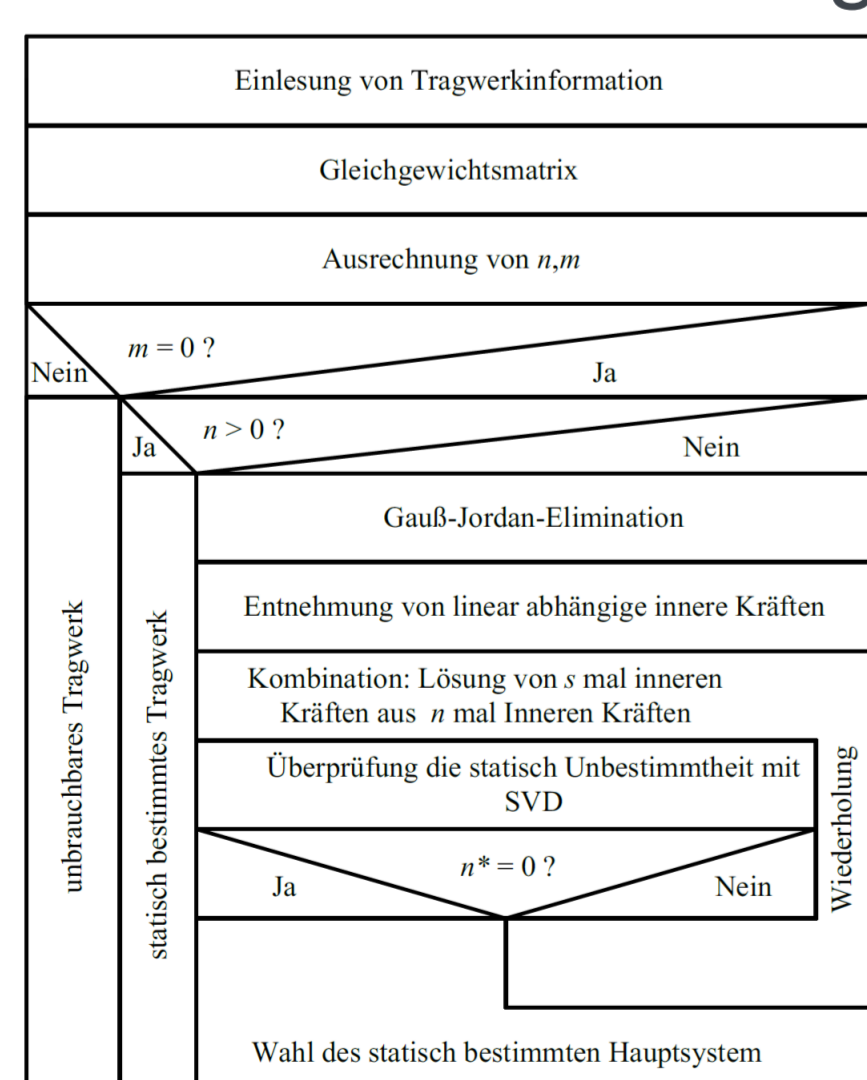 Einlesung von Tragwerkinformation
Gleichgewichtsmatrix
Ausrechnung von n,m
m = 0 ?
Nein
Ja
n > 0 ?
Ja
Nein
Gauß-Jordan-Elimination
Entnehmung von linear abhängige innere Kräften
Kombination: Lösung von s mal inneren
Kräften aus n mal Inneren Kräften
Überprüfung die statisch Unbestimmtheit mit
SVD
n* = 0 ?
Ja
Nein
Wiederholung
unbrauchbares Tragwerk
statisch bestimmtes Tragwerk
Wahl des statisch bestimmten Hauptsystem